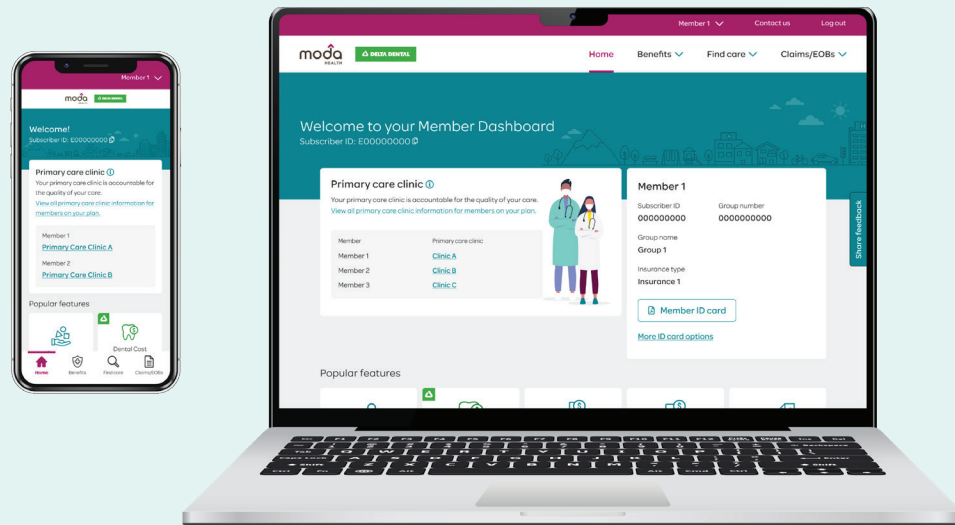 Member 1
moda
HEALTH
DELTA DENTAL
Welcome!
Subscriber ID: E00000000
Primary care clinic
Your primary care clinic is accountable for
the quality of your care.
View all primary care clinic information for
members on your plan.
Member 1
Primary Care Clinic A
Member 2
Primary Care Clinic B
Popular features
Dental Cost
Home Benefits Find care Claims/EOBs
Member 1 Contact us Log out
moda
HEALTH
DELTA DENTAL
Home Benefits Find care Claims/EOBs
Welcome to your Member Dashboard
Subscriber ID: E00000000
Primary care clinic
Your primary care clinic is accountable for the quality of your care.
View all primary care clinic information for members on your plan.
Member Primary care clinic
Member 1 Clinic A
Member 2 Clinic B
Member 3 Clinic C
Member 1
Subscriber ID Group number
000000000 0000000000
Group name
Group 1
Insurance type
Insurance 1
Member ID card
More ID card options
Share feedback
Popular features